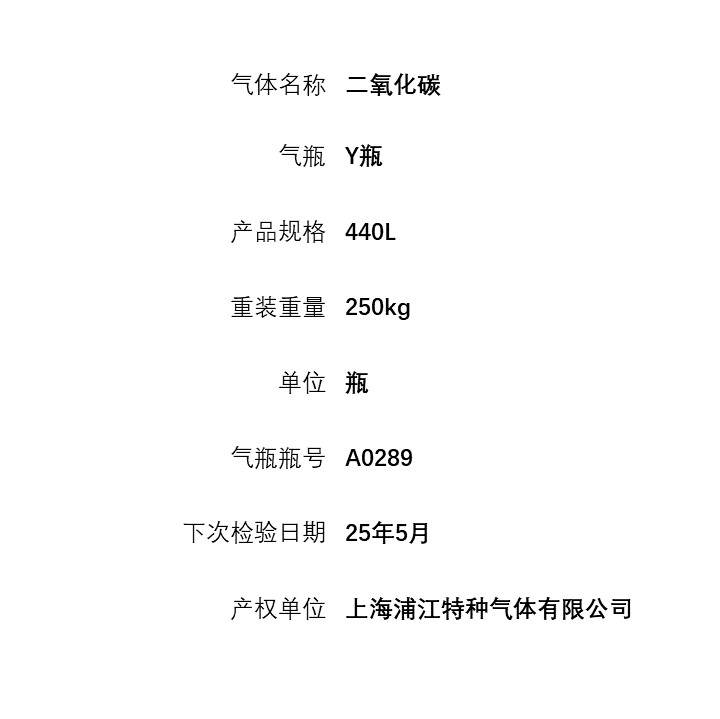 气体名称 二氧化碳
气瓶 Y瓶
产品规格 440L
重装重量 250kg
单位 瓶
气瓶瓶号 A0289
下次检验日期 25年5月
产权单位 上海浦江特种气体有限公司